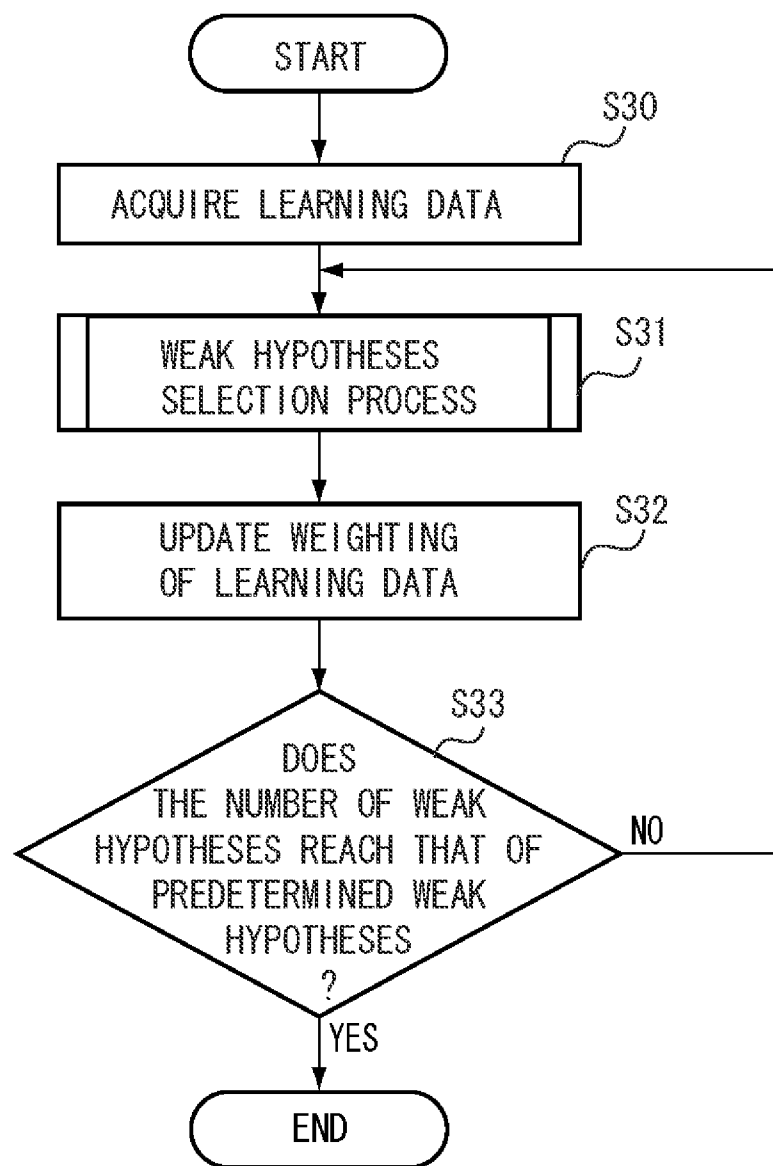 START
S30
ACQUIRE LEARNING DATA
WEAK HYPOTHESES
SELECTION PROCESS
S31
UPDATE WEIGHTING
OF LEARNING DATA
S32
S33
DOES
THE NUMBER OF WEAK
HYPOTHESES REACH THAT OF
PREDETERMINED WEAK
HYPOTHESES
?
NO
YES
END